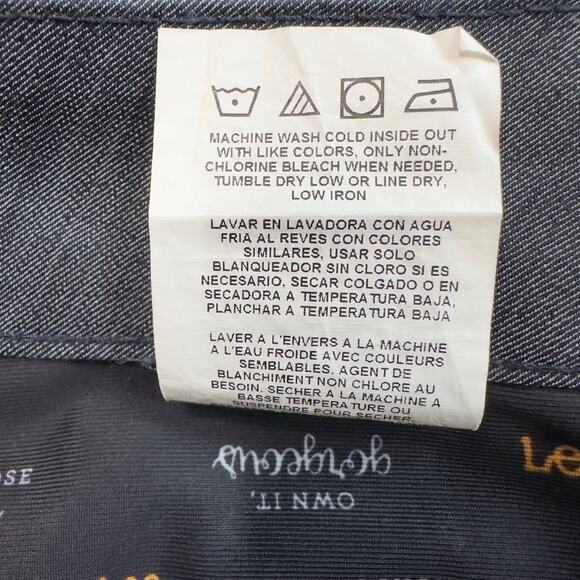 MACHINE WASH COLD INSIDE OUT
WITH LIKE COLORS, ONLY NON-
CHLORINE BLEACH WHEN NEEDED,
TUMBLE DRY LOW OR LINE DRY,
LOW IRON
LAVAR EN LAVADORA CON AGUA
FRIA AL REVES CON COLORES
SIMILARES, USAR SOLO
BLANQUEADOR SIN CLORO SI ES
NECESARIO, SECAR COLGADO O EN
SECADORA A TEMPERATURA BAJA,
PLANCHAR A TEMPERATURA BAJA
LAVER A L'ENVERS A LA MACHINE
A L'EAU FROIDE AVEC COULEURS
SEMBLABLES, AGENT DE
BLANCHIMENT NON CHLORE AU
BESOIN. SECHER A LA MACHINE A
BASSE TEMPERATURE OU
SUSPENDRE POUR SECHER.
OWN IT,
gorgeous